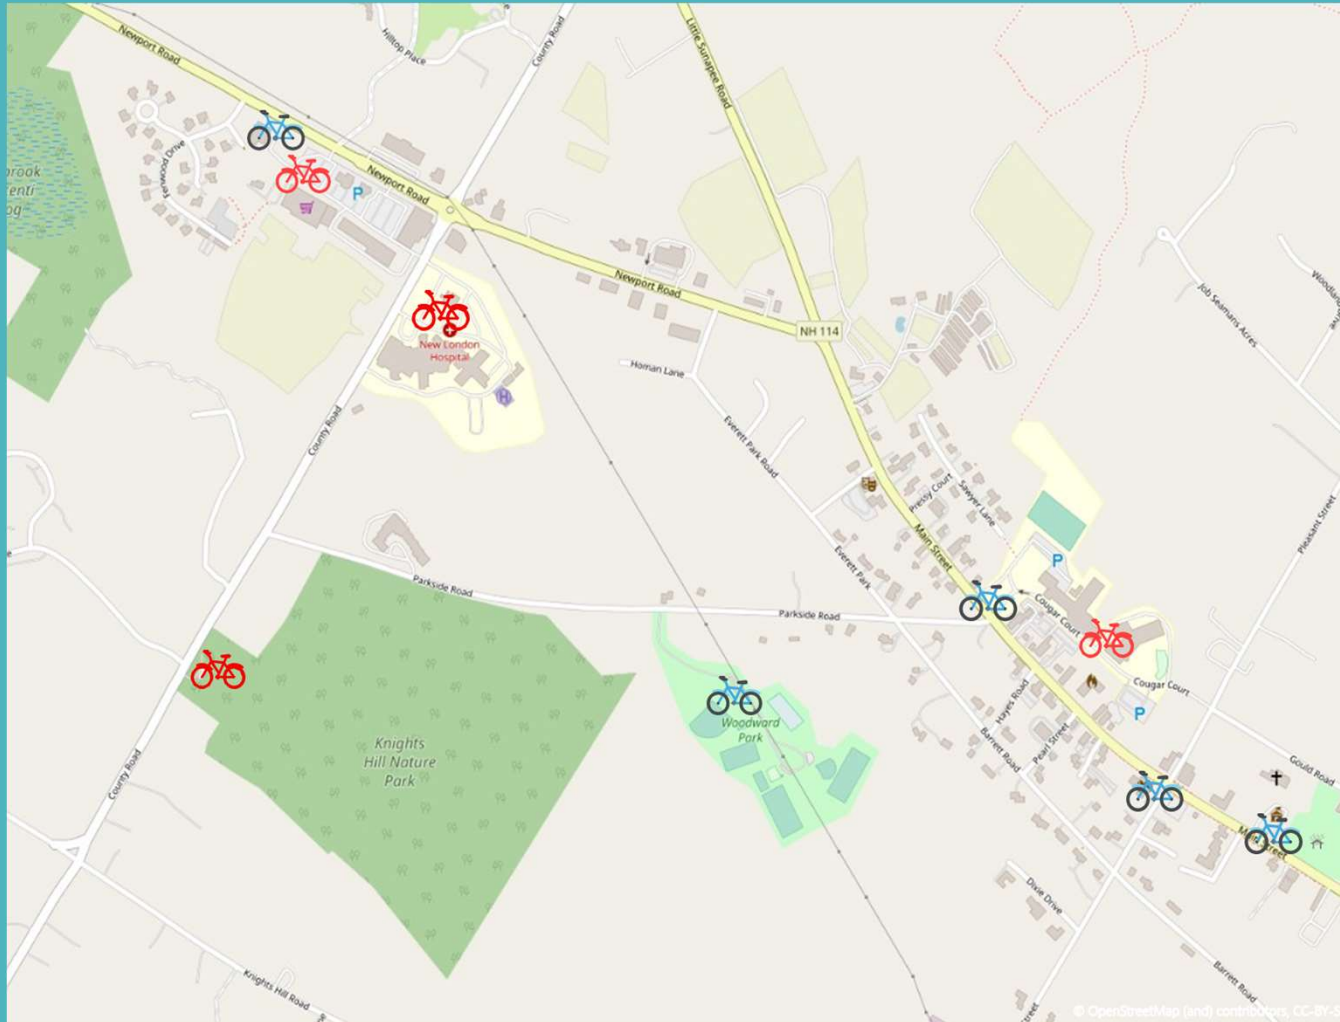 Newport Road
Hilltop Place
County Road
Little Sunapee Road
brook
enti
og
Fenwood Drive
P
Newport Road
Newport Road
NH 114
Job Seamans Acres
New London
Hospital
H
Homan Lane
County Road
Everett Park Road
Pressy Court
Sawyer Lane
Pleasant Street
Main Street
Everett Park
P
Parkside Road
Parkside Road
Cougar Court
Cougar Court
P
Woodward
Park
Hayes Road
Barrett Road
Pearl Street
Knights
Hill Nature
Park
County Road
Gould Road
Main Street
Dixie Drive
Barrett Road
Knights Hill Road
© OpenStreetMap (and) contributors, CC-BY-S